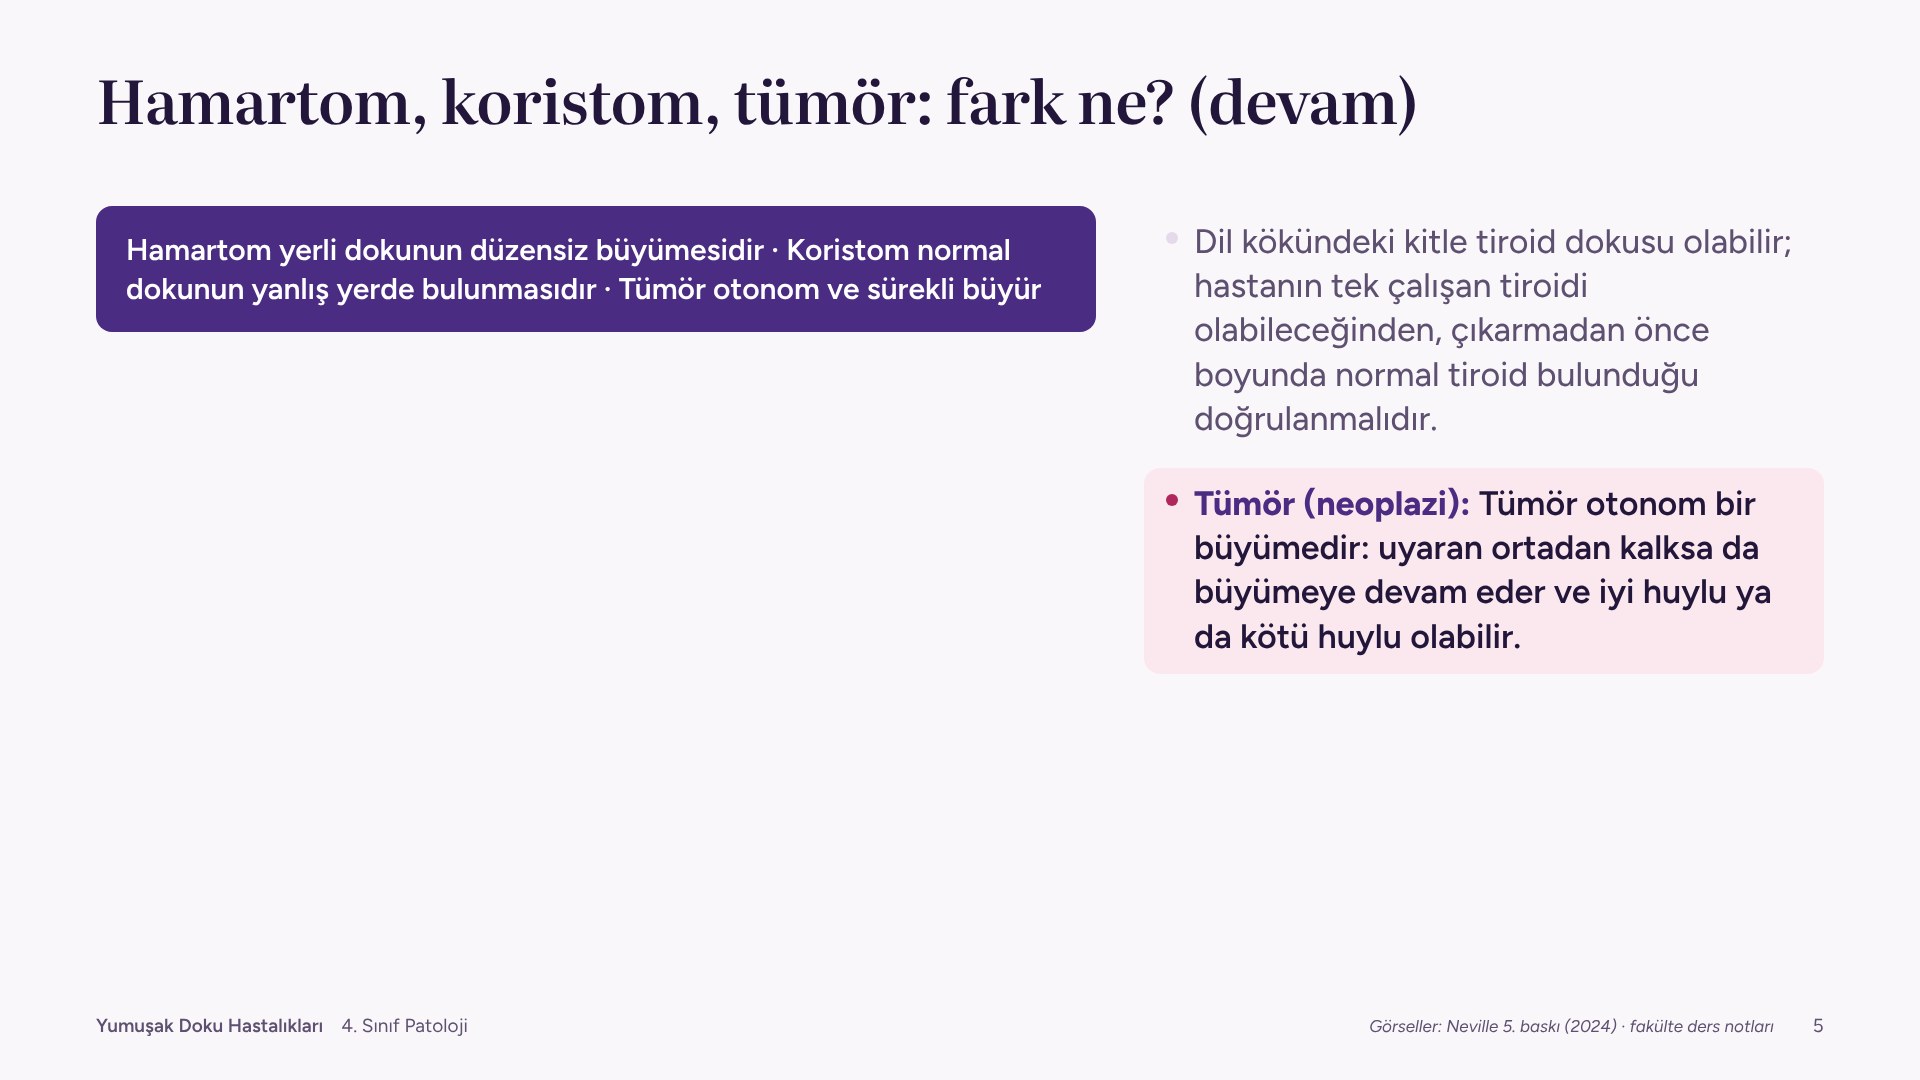 Hamartom, koristom, tümör: fark ne? (devam)
Hamartom yerli dokunun düzensiz büyümesidir · Koristom normal
dokunun yanlış yerde bulunmasıdır · Tümör otonom ve sürekli büyür
• Dil kökündeki kitle tiroid dokusu olabilir;
hastanın tek çalışan tiroidi
olabileceğinden, çıkarmadan önce
boyunda normal tiroid bulunduğu
doğrulanmalıdır.
• Tümör (neoplazi): Tümör otonom bir
büyümedir: uyaran ortadan kalksa da
büyümeye devam eder ve iyi huylu ya
da kötü huylu olabilir.
Yumuşak Doku Hastalıkları 4. Sınıf Patoloji
Görseller: Neville 5. baskı (2024) · fakülte ders notları 5